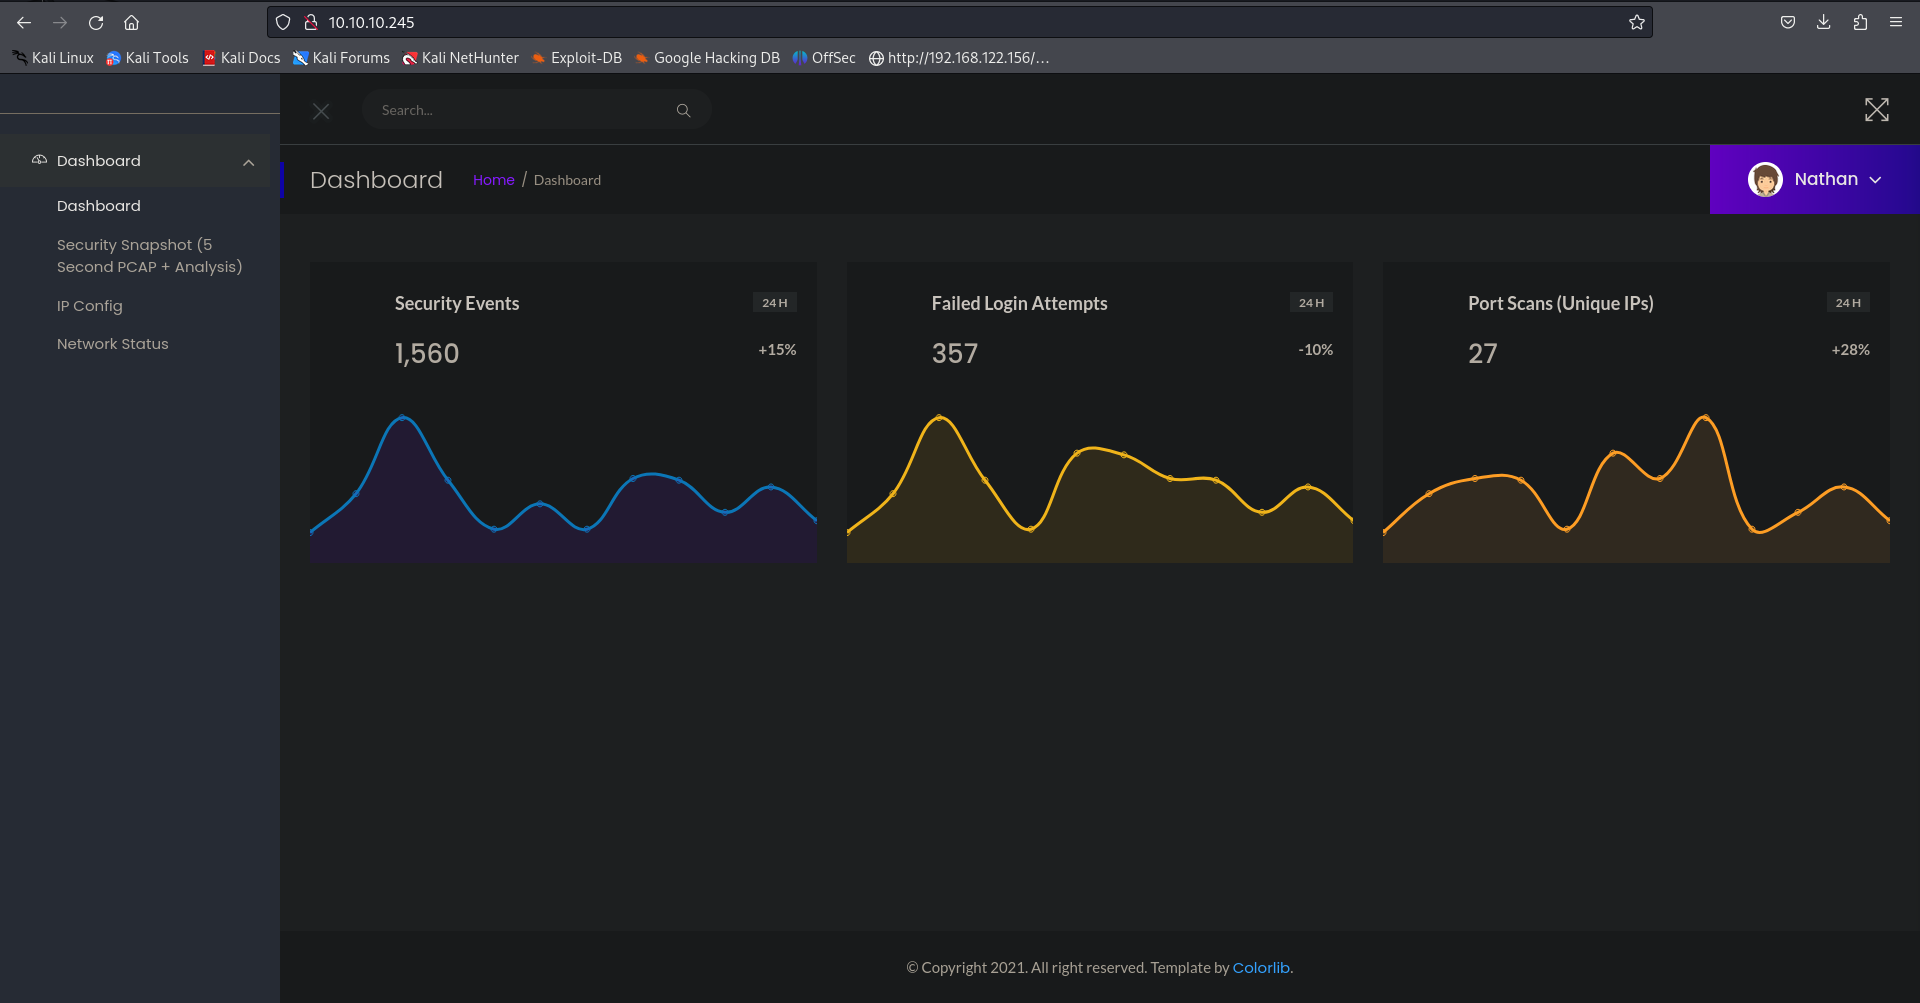 10.10.10.245
Kali Linux Kali Tools Kali Docs Kali Forums Kali NetHunter Exploit-DB Google Hacking DB OffSec http://192.168.122.156/...
Search...
Dashboard
Dashboard
Security Snapshot (5
Second PCAP + Analysis)
IP Config
Network Status
Dashboard Home / Dashboard
Nathan
Security Events 24 H
1,560 +15%
Failed Login Attempts 24 H
357 -10%
Port Scans (Unique IPs) 24 H
27 +28%
© Copyright 2021. All right reserved. Template by Colorlib.